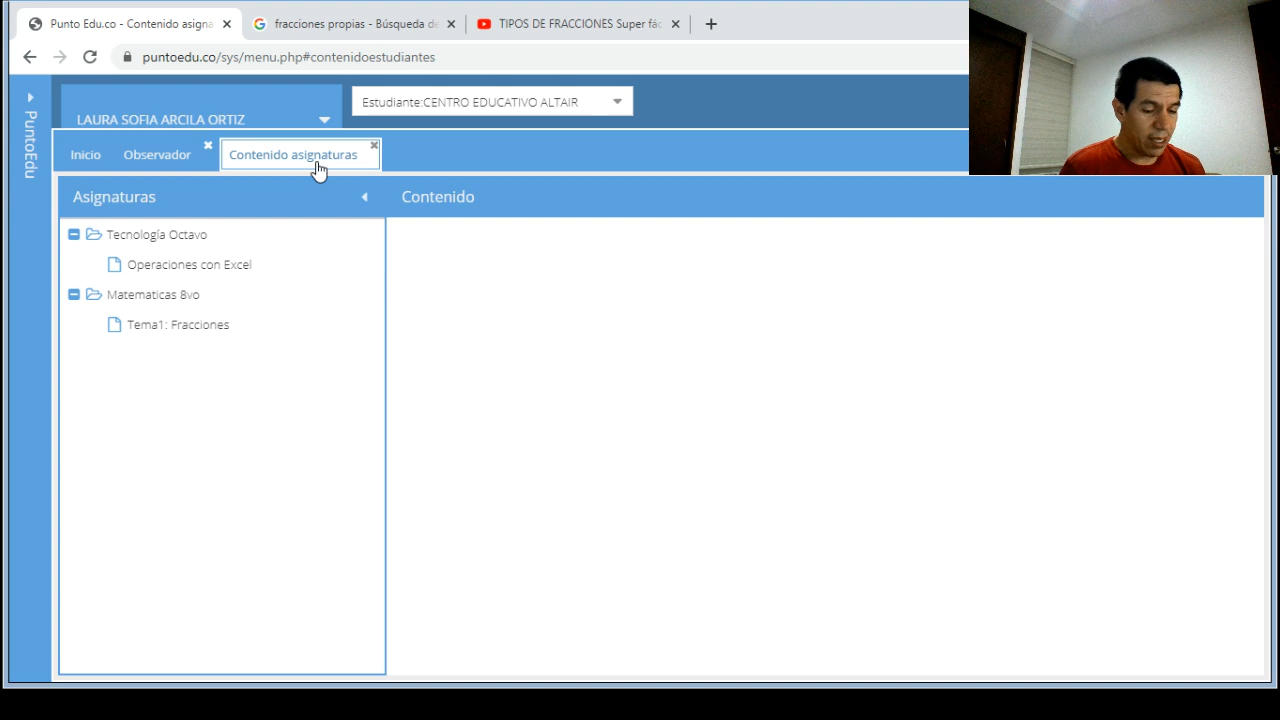 Punto Edu.co - Contenido asigna
fracciones propias - Búsqueda de
TIPOS DE FRACCIONES Super fác
puntoedu.co/sys/menu.php#contenidoestudiantes
PuntoEdu
LAURA SOFIA ARCILA ORTIZ
Estudiante:CENTRO EDUCATIVO ALTAIR
Inicio
Observador
Contenido asignaturas
Asignaturas
Contenido
Tecnología Octavo
Operaciones con Excel
Matematicas 8vo
Tema1: Fracciones